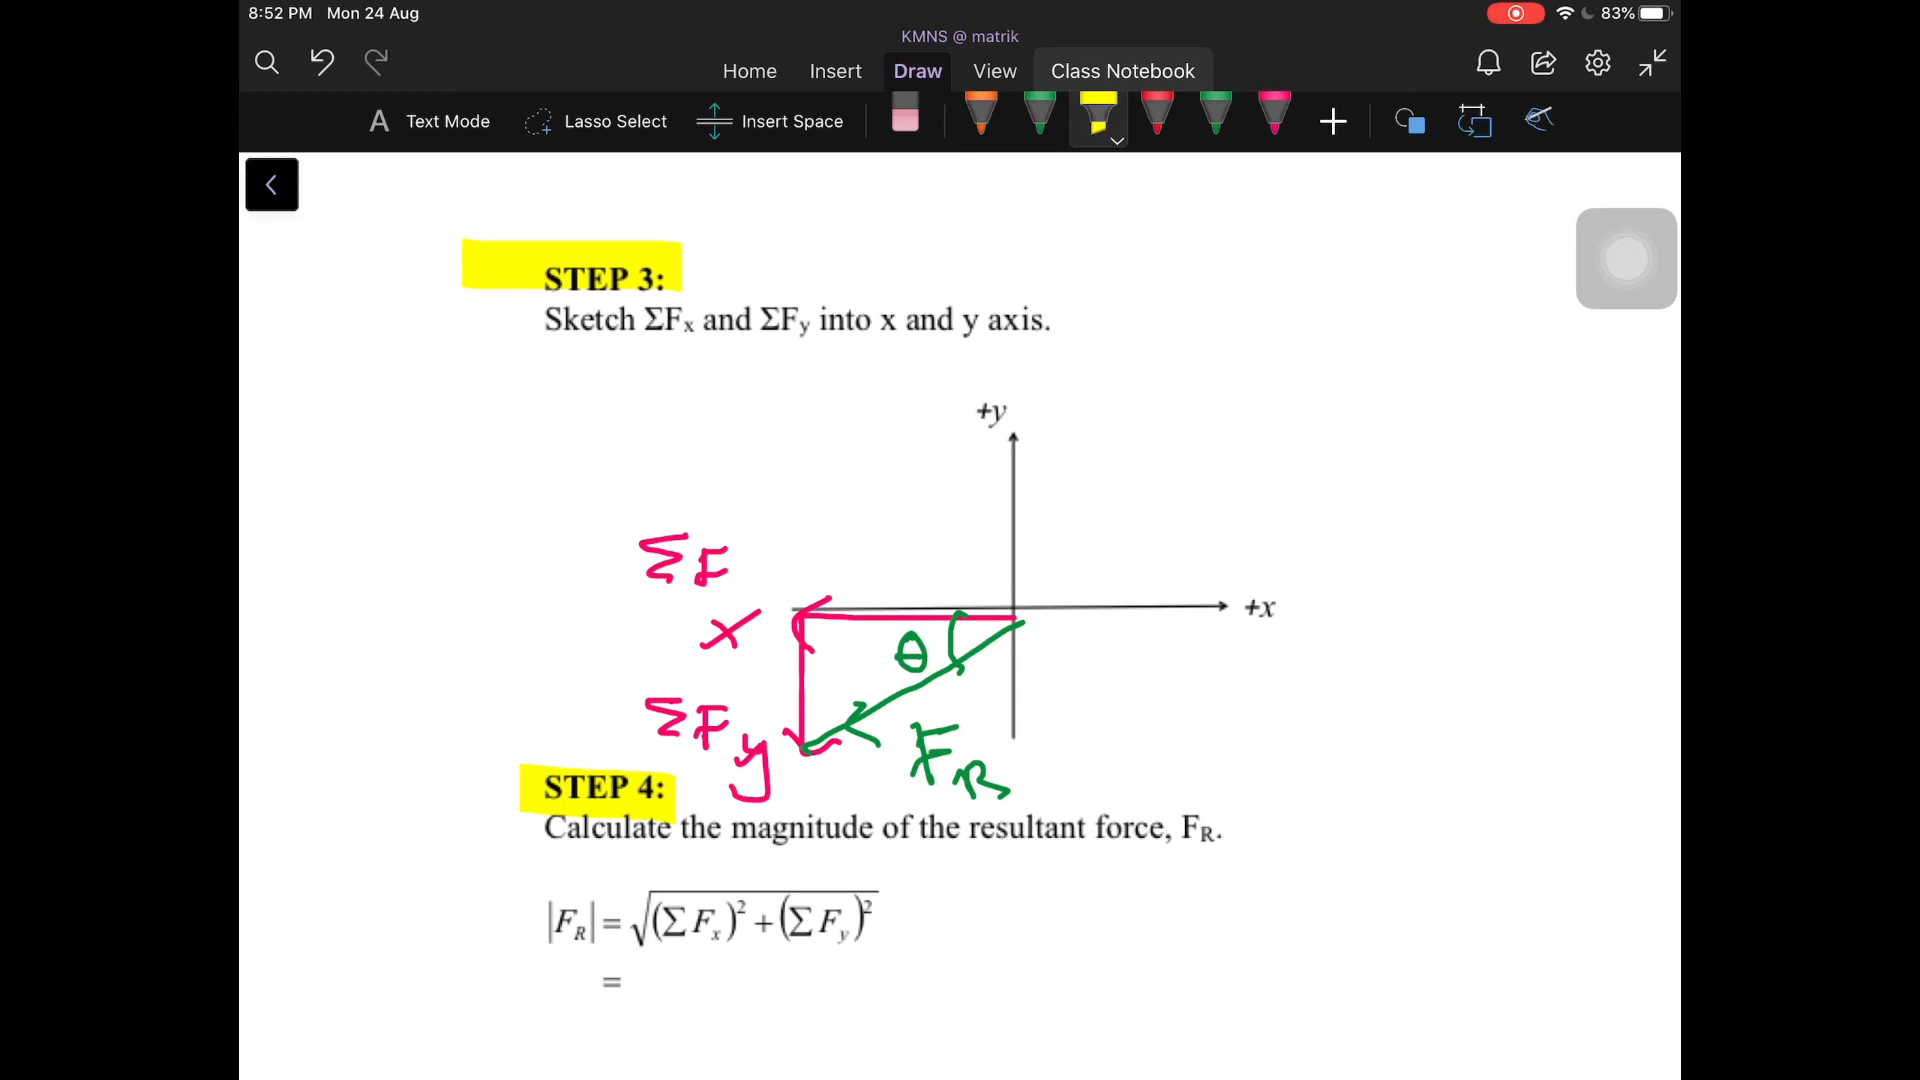 8:52 PM Mon 24 Aug
83%
KMNS @ matrik
Home Insert Draw View Class Notebook
A Text Mode Lasso Select Insert Space
STEP 3:
Sketch ΣFx and ΣFy into x and y axis.
+y
ΣF
x
+x
θ
ΣFy
FR
STEP 4:
Calculate the magnitude of the resultant force, FR.
|FR| = √(∑Fx)² + (∑Fy)²
=